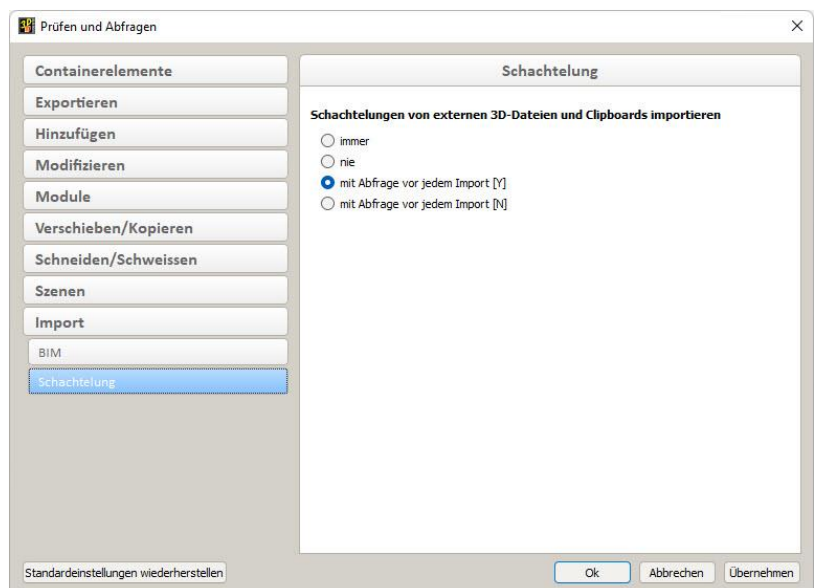 Prüfen und Abfragen
Containerelemente
Exportieren
Hinzufügen
Modifizieren
Module
Verschieben/Kopieren
Schneiden/Schweissen
Szenen
Import
BIM
Schachtelung
Schachtelung
Schachtelungen von externen 3D-Dateien und Clipboards importieren
immer
nie
mit Abfrage vor jedem Import [Y]
mit Abfrage vor jedem Import [N]
Standardeinstellungen wiederherstellen
Ok
Abbrechen
Übernehmen